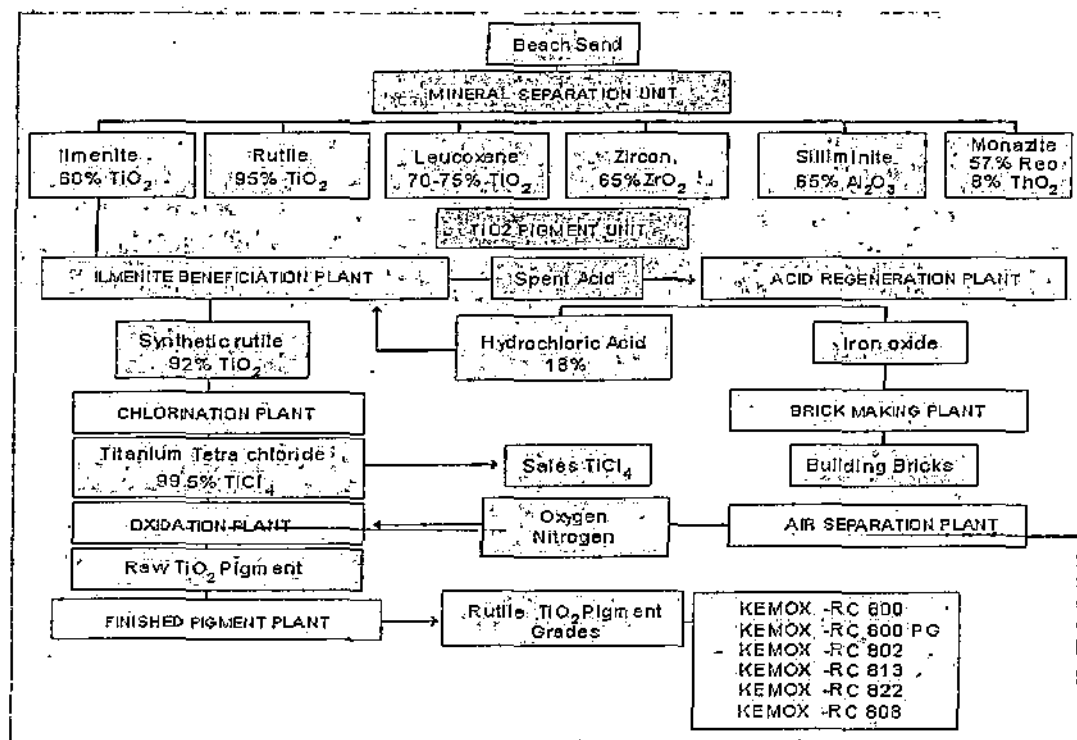 Beach Sand
MINERAL SEPARATION UNIT
Ilmenite
60% TiO2
Rutile
95% TiO2
Leucoxene
70-75% TiO2
Zircon
65% ZrO2
Silliminite
65% Al2O3
Monazite
57% Reo
8% ThO2
TiO2 PIGMENT UNIT
ILMENITE BENEFICIATION PLANT
Spent Acid
ACID REGENERATION PLANT
Synthetic rutile
92% TiO2
Hydrochloric Acid
18%
Iron oxide
CHLORINATION PLANT
BRICK MAKING PLANT
Titanium Tetra chloride
99.5% TiCl4
Sales TiCl4
Building Bricks
OXIDATION PLANT
Oxygen
Nitrogen
AIR SEPARATION PLANT
Raw TiO2 Pigment
FINISHED PIGMENT PLANT
Rutile TiO2 Pigment
Grades
KEMOX -RC 800
KEMOX -RC 800 PG
KEMOX -RC 802
KEMOX -RC 813
KEMOX -RC 822
KEMOX -RC 808